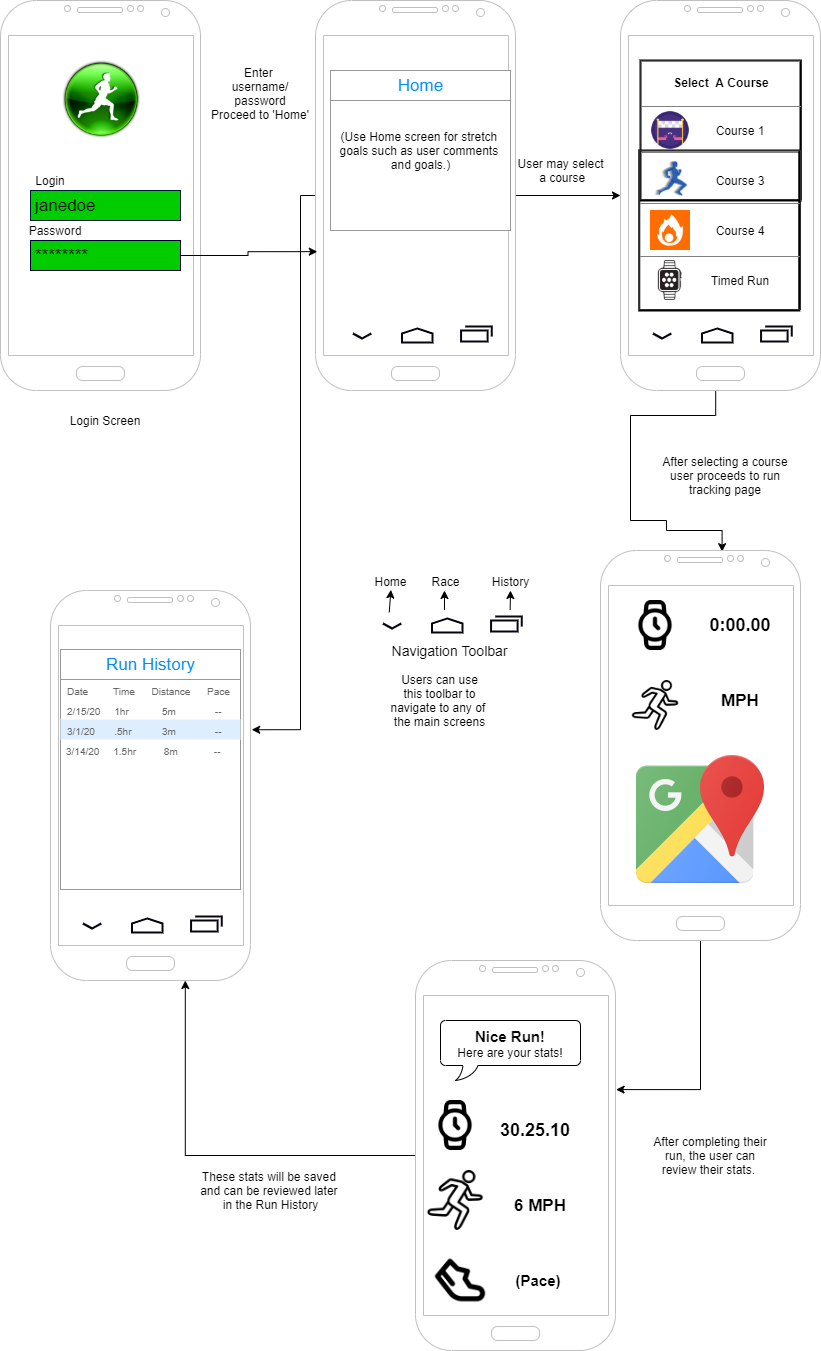 Login
janedoe
Password
********
Login Screen
Enter
username/
password
Proceed to 'Home'
Home
(Use Home screen for stretch
goals such as user comments
and goals.)
User may select
a course
Select A Course
Course 1
Course 3
Course 4
Timed Run
After selecting a course
user proceeds to run
tracking page
Home Race History
Navigation Toolbar
Users can use
this toolbar to
navigate to any of
the main screens
Run History
Date Time Distance Pace
2/15/20 1hr 5m --
3/1/20 .5hr 3m --
3/14/20 1.5hr 8m --
0:00.00
MPH
G
After completing their
run, the user can
review their stats.
Nice Run!
Here are your stats!
30.25.10
6 MPH
(Pace)
These stats will be saved
and can be reviewed later
in the Run History